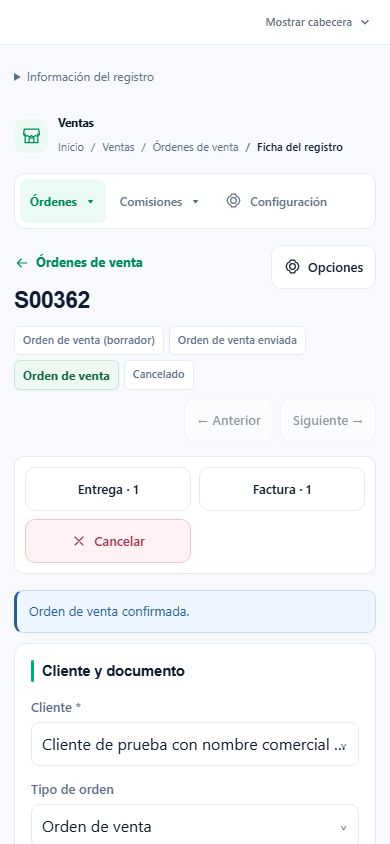 Mostrar cabecera
Información del registro
Ventas
Inicio / Ventas / Órdenes de venta / Ficha del registro
Órdenes Comisiones Configuración
← Órdenes de venta
Opciones
S00362
Orden de venta (borrador) Orden de venta enviada
Orden de venta Cancelado
← Anterior Siguiente →
Entrega · 1 Factura · 1
Cancelar
Orden de venta confirmada.
Cliente y documento
Cliente *
Cliente de prueba con nombre comercial ...
Tipo de orden
Orden de venta